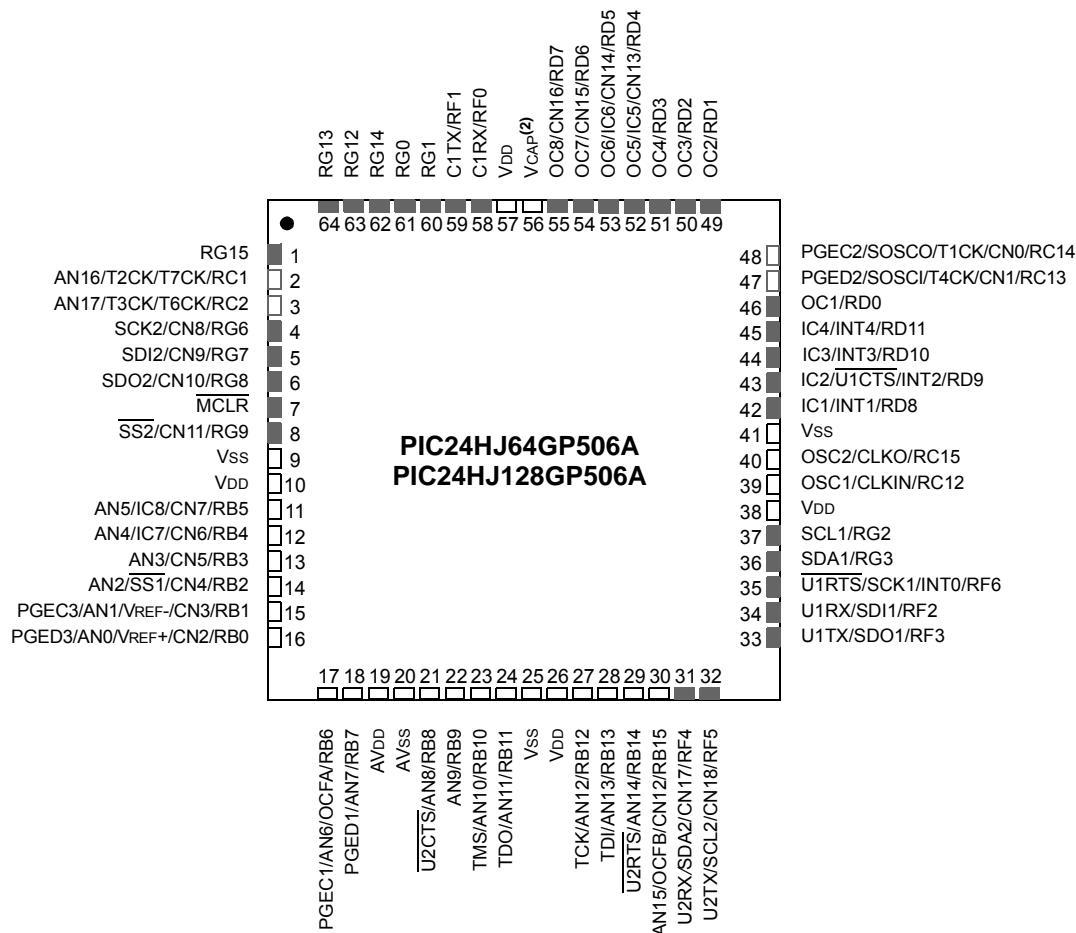 RG13
RG12
RG14
RG0
RG1
C1TX/RF1
C1RX/RF0
VDD
VCAP(2)
OC8/CN16/RD7
OC7/CN15/RD6
OC6/IC6/CN14/RD5
OC5/IC5/CN13/RD4
OC4/RD3
OC3/RD2
OC2/RD1
64 63 62 61 60 59 58 57 56 55 54 53 52 51 50 49
RG15 1
AN16/T2CK/T7CK/RC1 2
AN17/T3CK/T6CK/RC2 3
SCK2/CN8/RG6 4
SDI2/CN9/RG7 5
SDO2/CN10/RG8 6
MCLR 7
SS2/CN11/RG9 8
VSS 9
VDD 10
AN5/IC8/CN7/RB5 11
AN4/IC7/CN6/RB4 12
AN3/CN5/RB3 13
AN2/SS1/CN4/RB2 14
PGEC3/AN1/VREF-/CN3/RB1 15
PGED3/AN0/VREF+/CN2/RB0 16
PIC24HJ64GP506A
PIC24HJ128GP506A
48 PGEC2/SOSCO/T1CK/CN0/RC14
47 PGED2/SOSCI/T4CK/CN1/RC13
46 OC1/RD0
45 IC4/INT4/RD11
44 IC3/INT3/RD10
43 IC2/U1CTS/INT2/RD9
42 IC1/INT1/RD8
41 VSS
40 OSC2/CLKO/RC15
39 OSC1/CLKIN/RC12
38 VDD
37 SCL1/RG2
36 SDA1/RG3
35 U1RTS/SCK1/INT0/RF6
34 U1RX/SDI1/RF2
33 U1TX/SDO1/RF3
17 18 19 20 21 22 23 24 25 26 27 28 29 30 31 32
PGEC1/AN6/OCFA/RB6
PGED1/AN7/RB7
AVDD
AVSS
U2CTS/AN8/RB8
AN9/RB9
TMS/AN10/RB10
TDO/AN11/RB11
VSS
VDD
TCK/AN12/RB12
TDI/AN13/RB13
U2RTS/AN14/RB14
AN15/OCFB/CN12/RB15
U2RX/SDA2/CN17/RF4
U2TX/SCL2/CN18/RF5